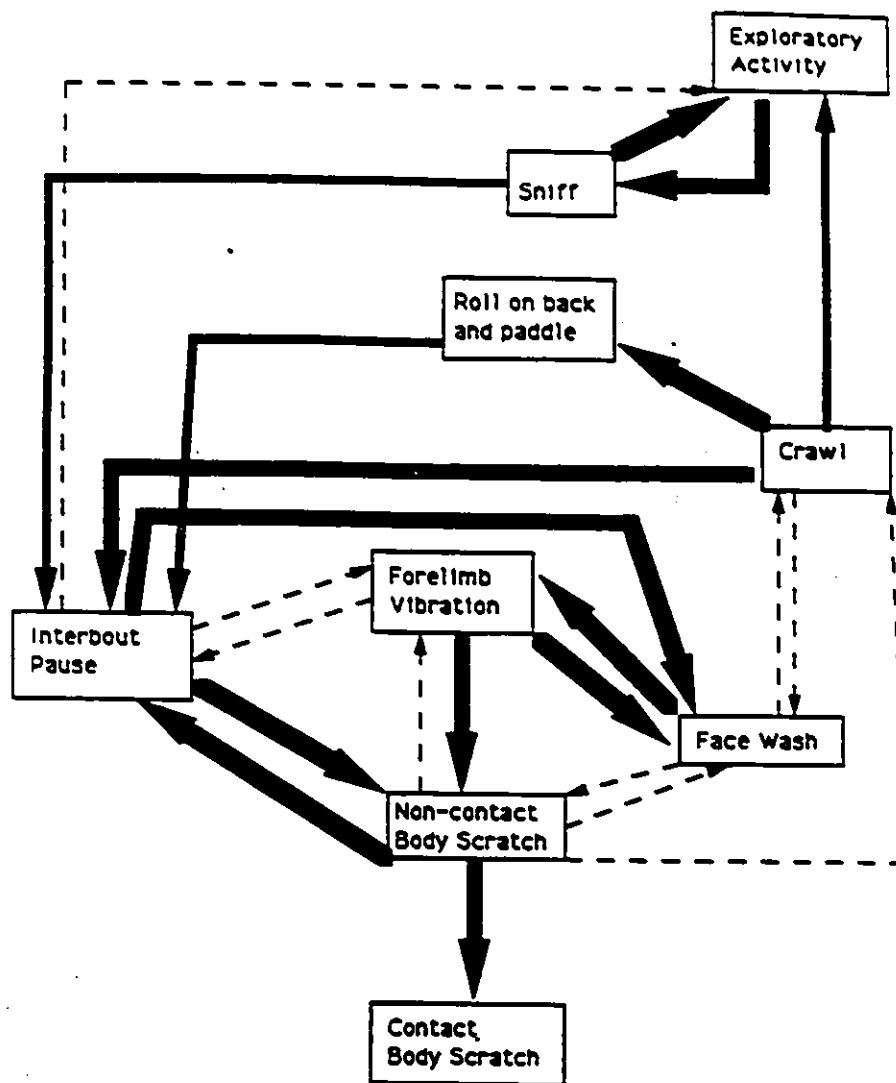 Exploratory
Activity
Sniff
Roll on back
and paddle
Crawl
Forelimb
Vibration
Interbout
Pause
Face Wash
Non-contact
Body Scratch
Contact
Body Scratch